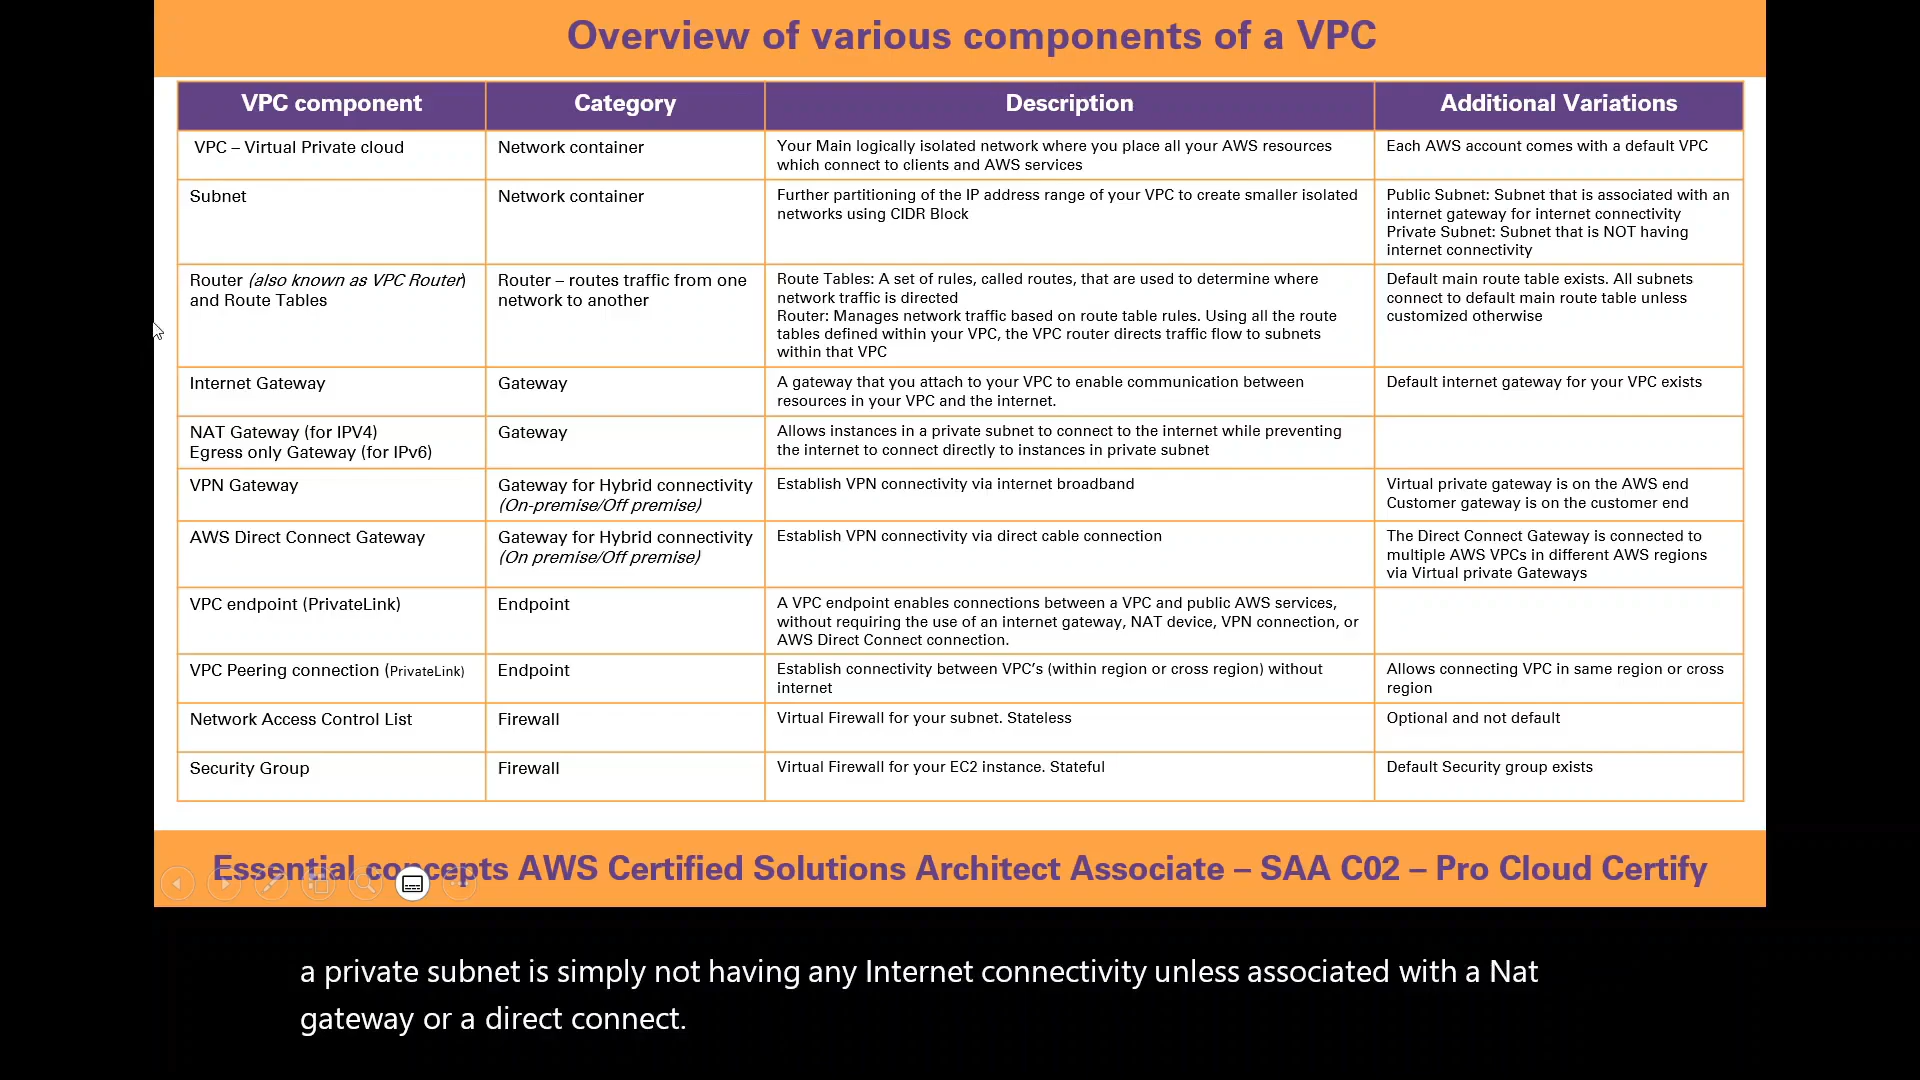 Overview of various components of a VPC
VPC component
Category
Description
Additional Variations
VPC – Virtual Private cloud
Network container
Your Main logically isolated network where you place all your AWS resources
which connect to clients and AWS services
Each AWS account comes with a default VPC
Subnet
Network container
Further partitioning of the IP address range of your VPC to create smaller isolated
networks using CIDR Block
Public Subnet: Subnet that is associated with an
internet gateway for internet connectivity
Private Subnet: Subnet that is NOT having
internet connectivity
Router (also known as VPC Router)
and Route Tables
Router – routes traffic from one
network to another
Route Tables: A set of rules, called routes, that are used to determine where
network traffic is directed
Router: Manages network traffic based on route table rules. Using all the route
tables defined within your VPC, the VPC router directs traffic flow to subnets
within that VPC
Default main route table exists. All subnets
connect to default main route table unless
customized otherwise
Internet Gateway
Gateway
A gateway that you attach to your VPC to enable communication between
resources in your VPC and the internet.
Default internet gateway for your VPC exists
NAT Gateway (for IPV4)
Egress only Gateway (for IPv6)
Gateway
Allows instances in a private subnet to connect to the internet while preventing
the internet to connect directly to instances in private subnet
VPN Gateway
Gateway for Hybrid connectivity
(On-premise/Off premise)
Establish VPN connectivity via internet broadband
Virtual private gateway is on the AWS end
Customer gateway is on the customer end
AWS Direct Connect Gateway
Gateway for Hybrid connectivity
(On premise/Off premise)
Establish VPN connectivity via direct cable connection
The Direct Connect Gateway is connected to
multiple AWS VPCs in different AWS regions
via Virtual private Gateways
VPC endpoint (PrivateLink)
Endpoint
A VPC endpoint enables connections between a VPC and public AWS services,
without requiring the use of an internet gateway, NAT device, VPN connection, or
AWS Direct Connect connection.
VPC Peering connection (PrivateLink)
Endpoint
Establish connectivity between VPC's (within region or cross region) without
internet
Allows connecting VPC in same region or cross
region
Network Access Control List
Firewall
Virtual Firewall for your subnet. Stateless
Optional and not default
Security Group
Firewall
Virtual Firewall for your EC2 instance. Stateful
Default Security group exists
Essential concepts AWS Certified Solutions Architect Associate – SAA C02 – Pro Cloud Certify
a private subnet is simply not having any Internet connectivity unless associated with a Nat
gateway or a direct connect.